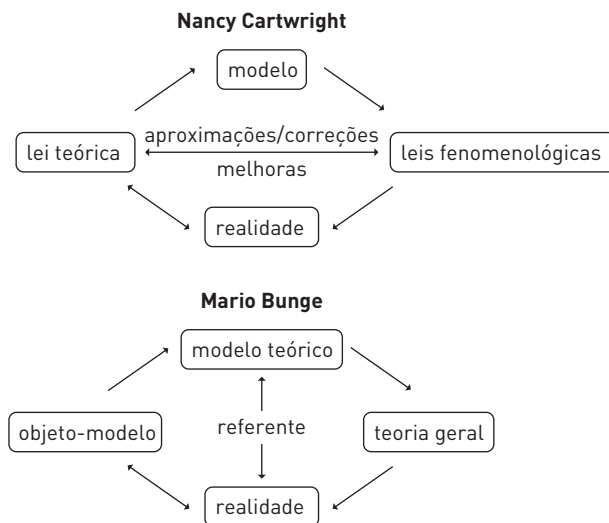 Nancy Cartwright
modelo
lei teórica
aproximações/correções
melhoras
leis fenomenológicas
realidade
Mario Bunge
modelo teórico
objeto-modelo
referente
teoria geral
realidade